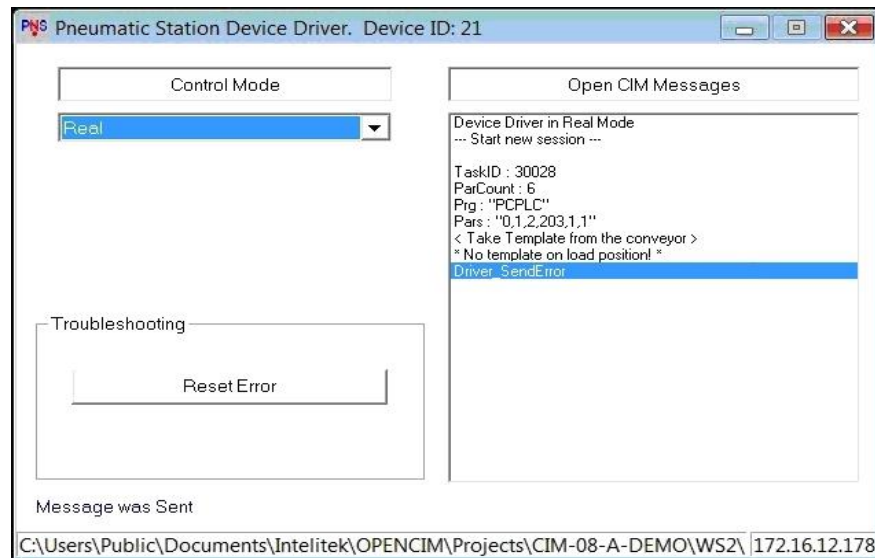 PNS Pneumatic Station Device Driver. Device ID: 21
Control Mode
Real
Open CIM Messages
Device Driver in Real Mode
--- Start new session ---
TaskID : 30028
ParCount : 6
Prg : "PCPLC"
Pars : "0,1,2,203,1,1"
< Take Template from the conveyor >
* No template on load position! *
Driver_SendError
Troubleshooting
Reset Error
Message was Sent
C:\Users\Public\Documents\Intelitek\OPENCIM\Projects\CIM-08-A-DEMO\WS2\ 172.16.12.178